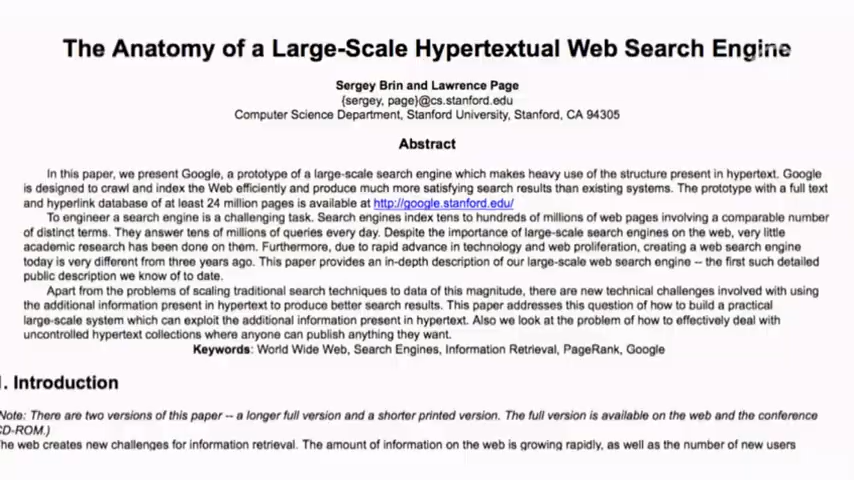 The Anatomy of a Large-Scale Hypertextual Web Search Engine
Sergey Brin and Lawrence Page
{sergey, page}@cs.stanford.edu
Computer Science Department, Stanford University, Stanford, CA 94305
Abstract
In this paper, we present Google, a prototype of a large-scale search engine which makes heavy use of the structure present in hypertext. Google
is designed to crawl and index the Web efficiently and produce much more satisfying search results than existing systems. The prototype with a full text
and hyperlink database of at least 24 million pages is available at http://google.stanford.edu/
To engineer a search engine is a challenging task. Search engines index tens to hundreds of millions of web pages involving a comparable number
of distinct terms. They answer tens of millions of queries every day. Despite the importance of large-scale search engines on the web, very little
academic research has been done on them. Furthermore, due to rapid advance in technology and web proliferation, creating a web search engine
today is very different from three years ago. This paper provides an in-depth description of our large-scale web search engine -- the first such detailed
public description we know of to date.
Apart from the problems of scaling traditional search techniques to data of this magnitude, there are new technical challenges involved with using
the additional information present in hypertext to produce better search results. This paper addresses this question of how to build a practical
large-scale system which can exploit the additional information present in hypertext. Also we look at the problem of how to effectively deal with
uncontrolled hypertext collections where anyone can publish anything they want.
Keywords: World Wide Web, Search Engines, Information Retrieval, PageRank, Google
. Introduction
Note: There are two versions of this paper -- a longer full version and a shorter printed version. The full version is available on the web and the conference
CD-ROM.)
he web creates new challenges for information retrieval. The amount of information on the web is growing rapidly, as well as the number of new users